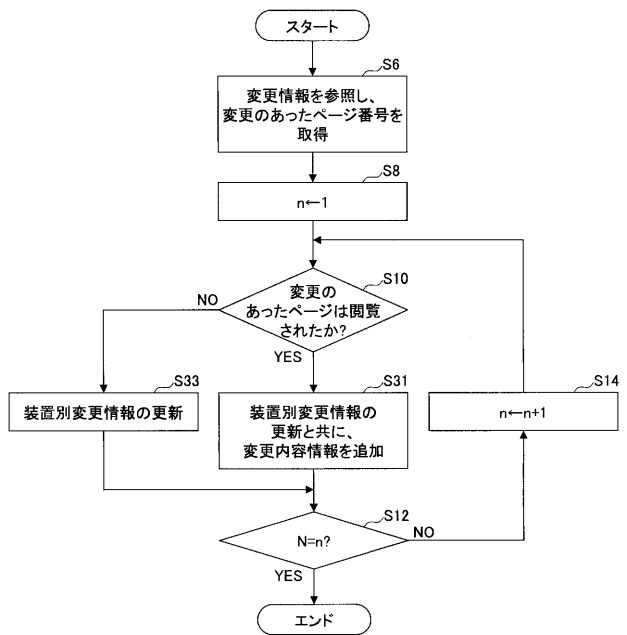 スタート
S6
変更情報を参照し、
変更のあったページ番号を
取得
S8
n←1
S10
変更の
あったページは閲覧
されたか?
NO
YES
S33
装置別変更情報の更新
S31
装置別変更情報の
更新と共に、
変更内容情報を追加
S14
n←n+1
S12
N=n?
NO
YES
エンド